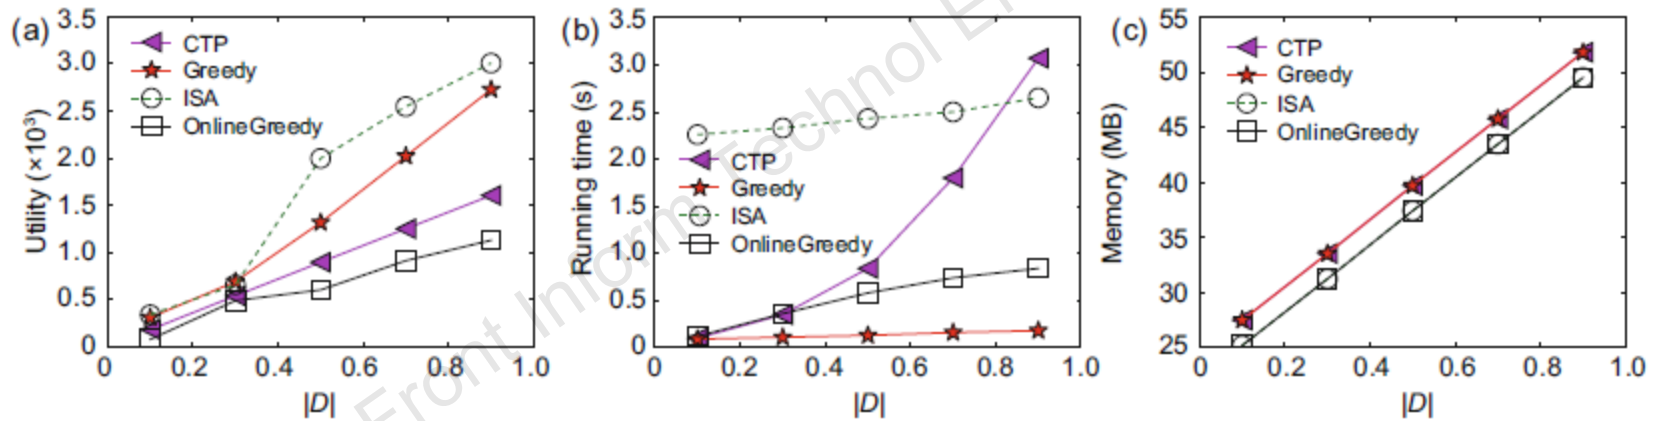 (a)
Utility (×10³)
3.5
3.0
2.5
2.0
1.5
1.0
0.5
0
CTP
Greedy
ISA
OnlineGreedy
0 0.2 0.4 0.6 0.8 1.0
|D|
(b)
Running time (s)
3.5
3.0
2.5
2.0
1.5
1.0
0.5
0
CTP
Greedy
ISA
OnlineGreedy
0 0.2 0.4 0.6 0.8 1.0
|D|
(c)
Memory (MB)
55
50
45
40
35
30
25
CTP
Greedy
ISA
OnlineGreedy
0 0.2 0.4 0.6 0.8 1.0
|D|
Front Inform Technol E